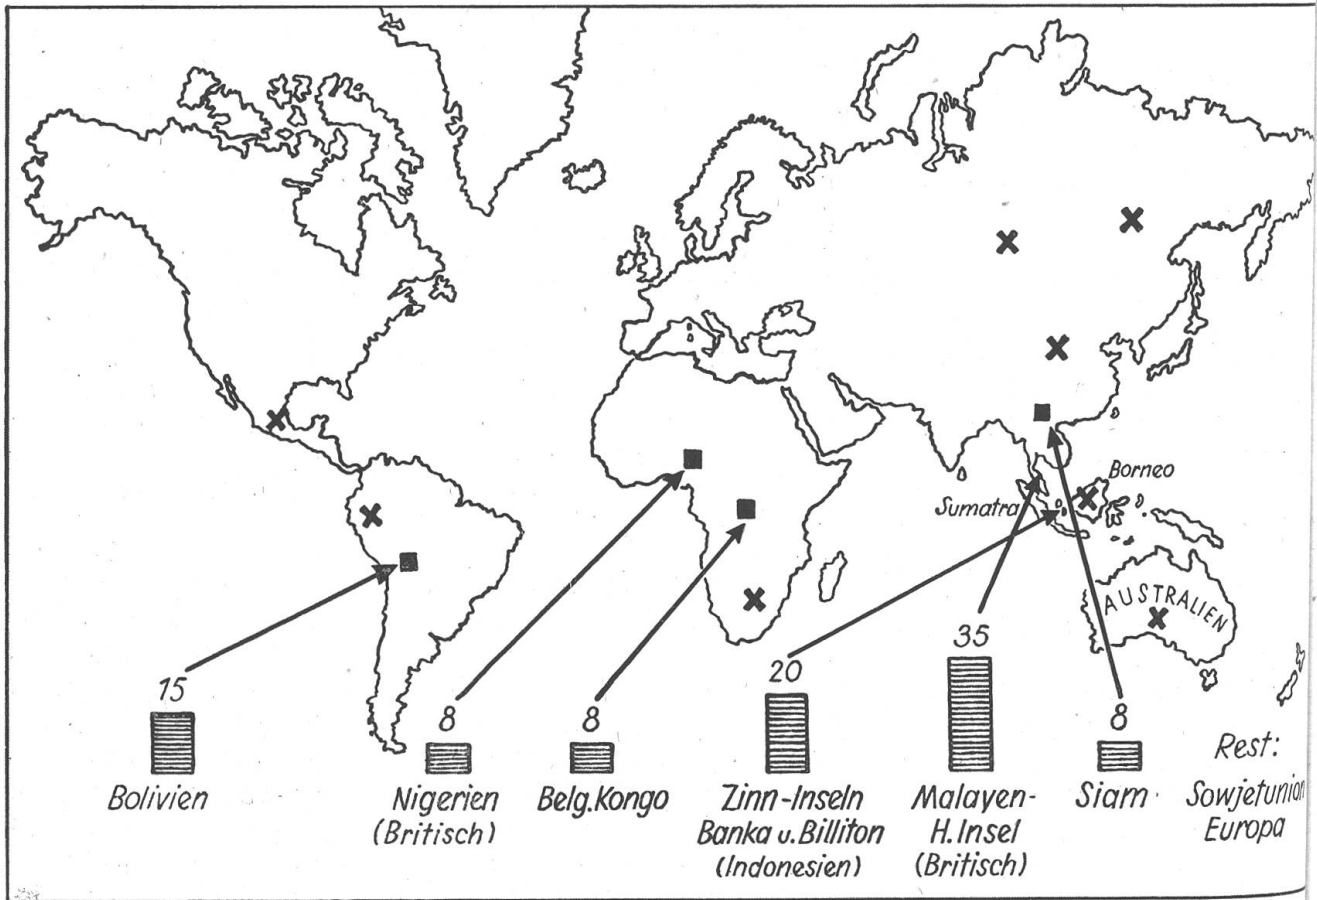 Borneo
Sumatra
AUSTRALIEN
15
8
8
20
35
8
Bolivien
Nigerien
(Britisch)
Belg. Kongo
Zinn-Inseln
Banka u. Billiton
(Indonesien)
Malayen-
H. Insel
(Britisch)
Siam
Rest:
Sowjetunion
Europa